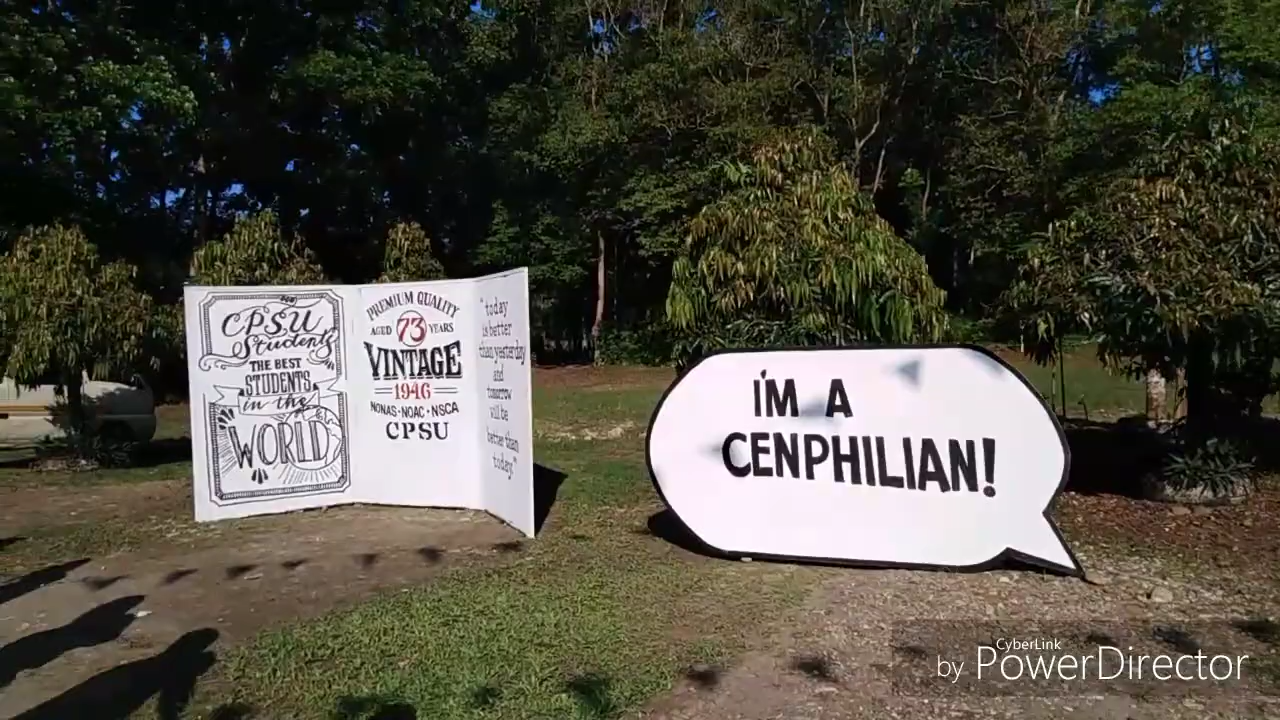 CPSU
Students
THE BEST
STUDENTS
in the
WORLD
PREMIUM QUALITY
AGED 73 YEARS
VINTAGE
1946
NONAS·NOAC·NSCA
CPSU
"today
is better
than yesterday
and
tomorrow
will be
better than
today."
I'M A
CENPHILIAN!
CyberLink
by PowerDirector